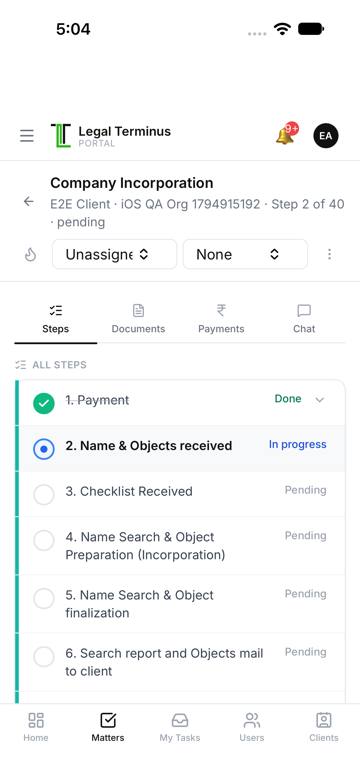 5:04
Legal Terminus
PORTAL
9+
EA
Company Incorporation
E2E Client · iOS QA Org 1794915192 · Step 2 of 40
· pending
Unassigne
None
Steps
Documents
Payments
Chat
ALL STEPS
1. Payment
Done
2. Name & Objects received
In progress
3. Checklist Received
Pending
4. Name Search & Object
Preparation (Incorporation)
Pending
5. Name Search & Object
finalization
Pending
6. Search report and Objects mail
to client
Pending
Home
Matters
My Tasks
Users
Clients